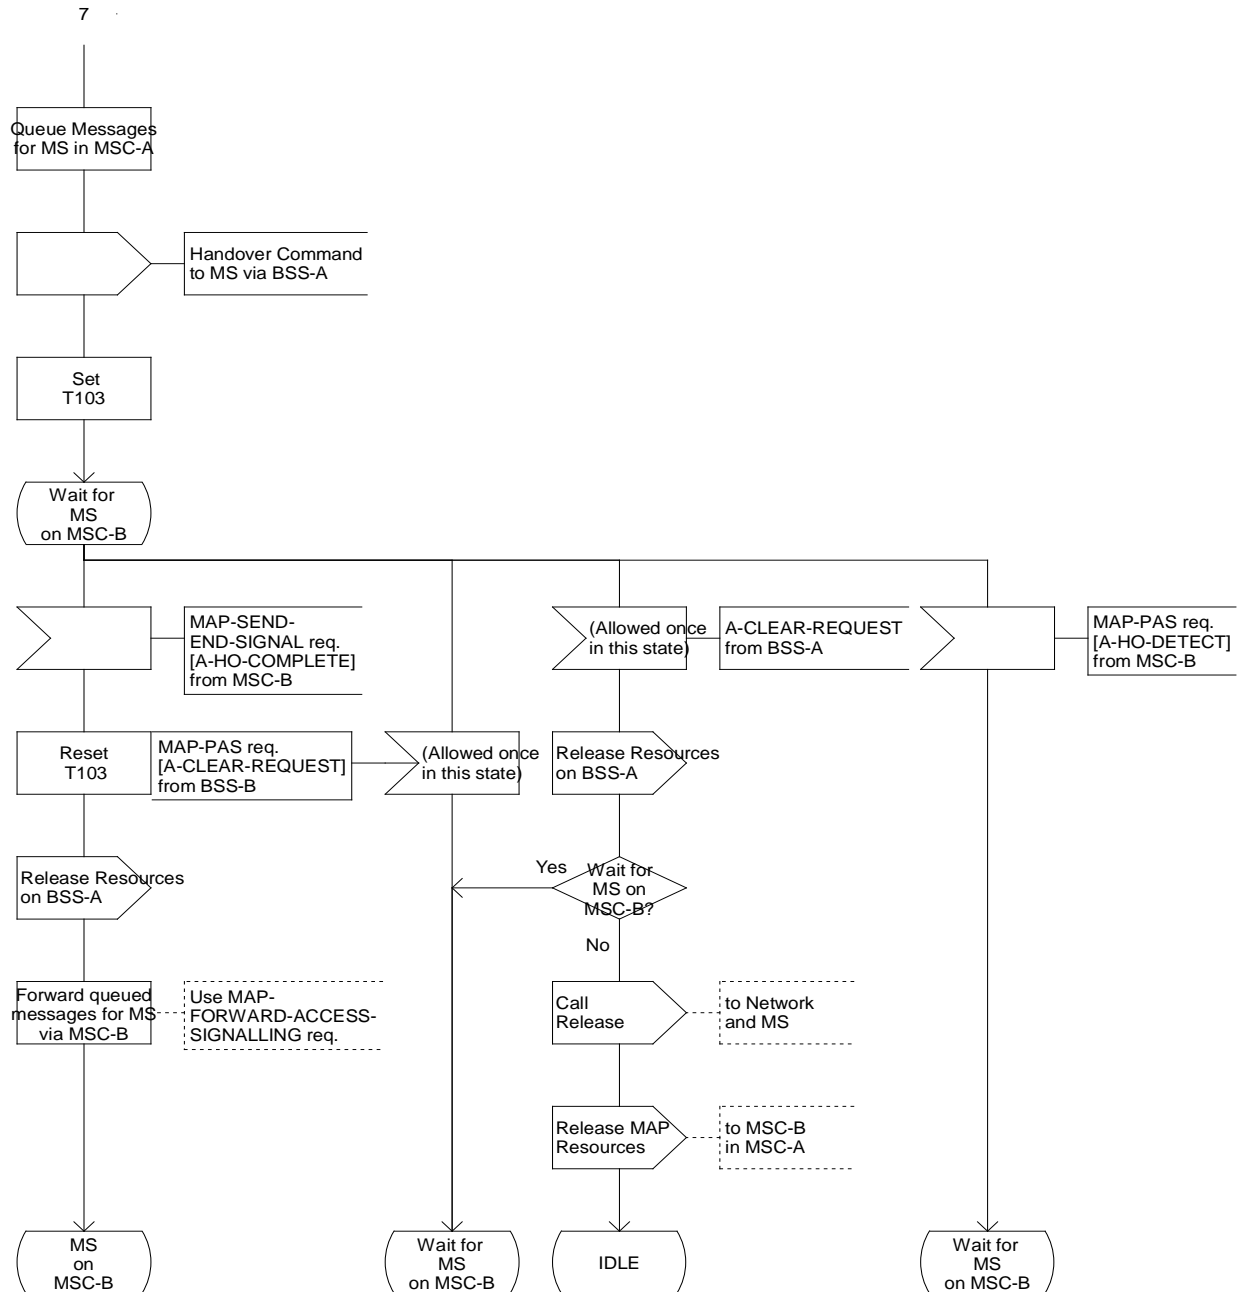 7
Queue Messages
for MS in MSC-A
Handover Command
to MS via BSS-A
Set
T103
Wait for
MS
on MSC-B
MAP-SEND-
END-SIGNAL req.
[A-HO-COMPLETE]
from MSC-B
(Allowed once
in this state)
A-CLEAR-REQUEST
from BSS-A
MAP-PAS req.
[A-HO-DETECT]
from MSC-B
Reset
T103
MAP-PAS req.
[A-CLEAR-REQUEST]
from BSS-B
(Allowed once
in this state)
Release Resources
on BSS-A
Release Resources
on BSS-A
Yes
Wait for
MS on
MSC-B?
No
Forward queued
messages for MS
via MSC-B
Use MAP-
FORWARD-ACCESS-
SIGNALLING req.
Call
Release
to Network
and MS
Release MAP
Resources
to MSC-B
in MSC-A
MS
on
MSC-B
Wait for
MS
on MSC-B
IDLE
Wait for
MS
on MSC-B